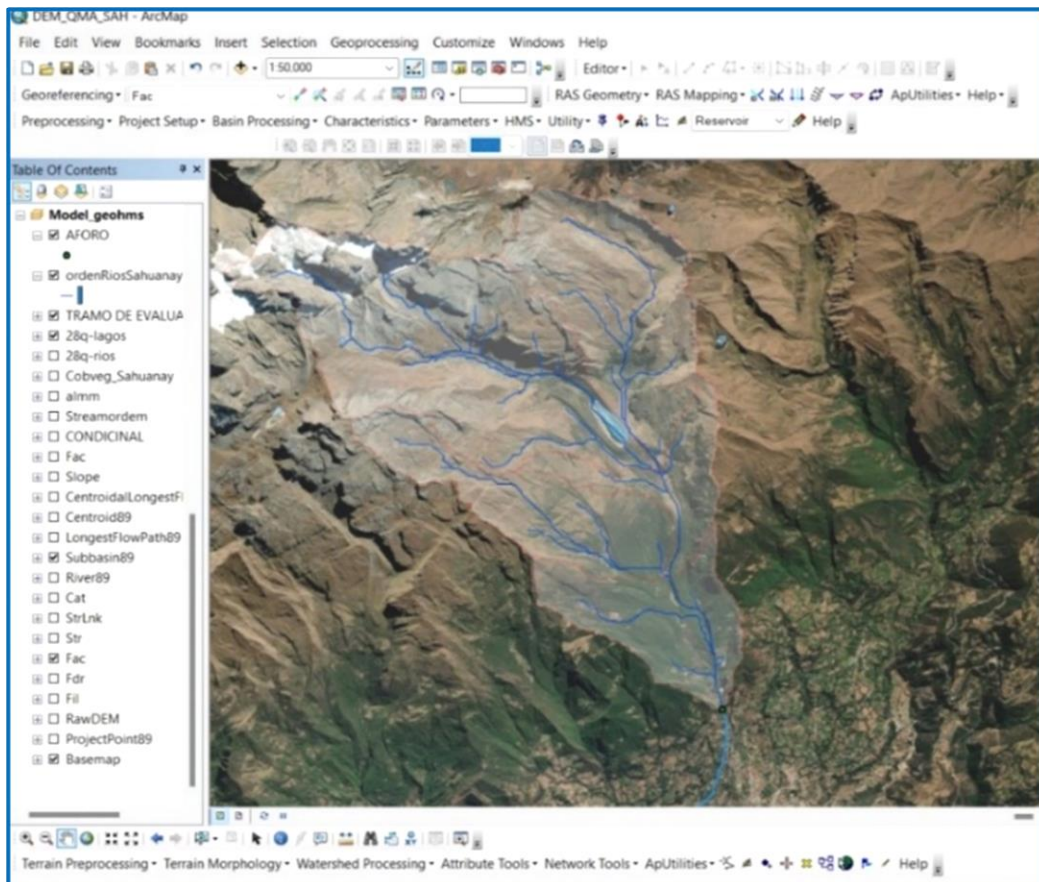 DEM_QMA_SAH - ArcMap
File Edit View Bookmarks Insert Selection Geoprocessing Customize Windows Help
1:50.000 Editor
Georeferencing Fac RAS Geometry RAS Mapping ApUtilities Help
Preprocessing Project Setup Basin Processing Characteristics Parameters HMS Utility Reservoir Help
Table Of Contents
Model_geohms
AFORO
ordenRiosSahuanay
TRAMO DE EVALUA
28q-lagos
28q-rios
Cobveg_Sahuanay
almm
Streamordem
CONDICINAL
Fac
Slope
CentroidalLongestFl
Centroid89
LongestFlowPath89
Subbasin89
River89
Cat
StrLnk
Str
Fac
Fdr
Fil
RawDEM
ProjectPoint89
Basemap
Terrain Preprocessing Terrain Morphology Watershed Processing Attribute Tools Network Tools ApUtilities Help